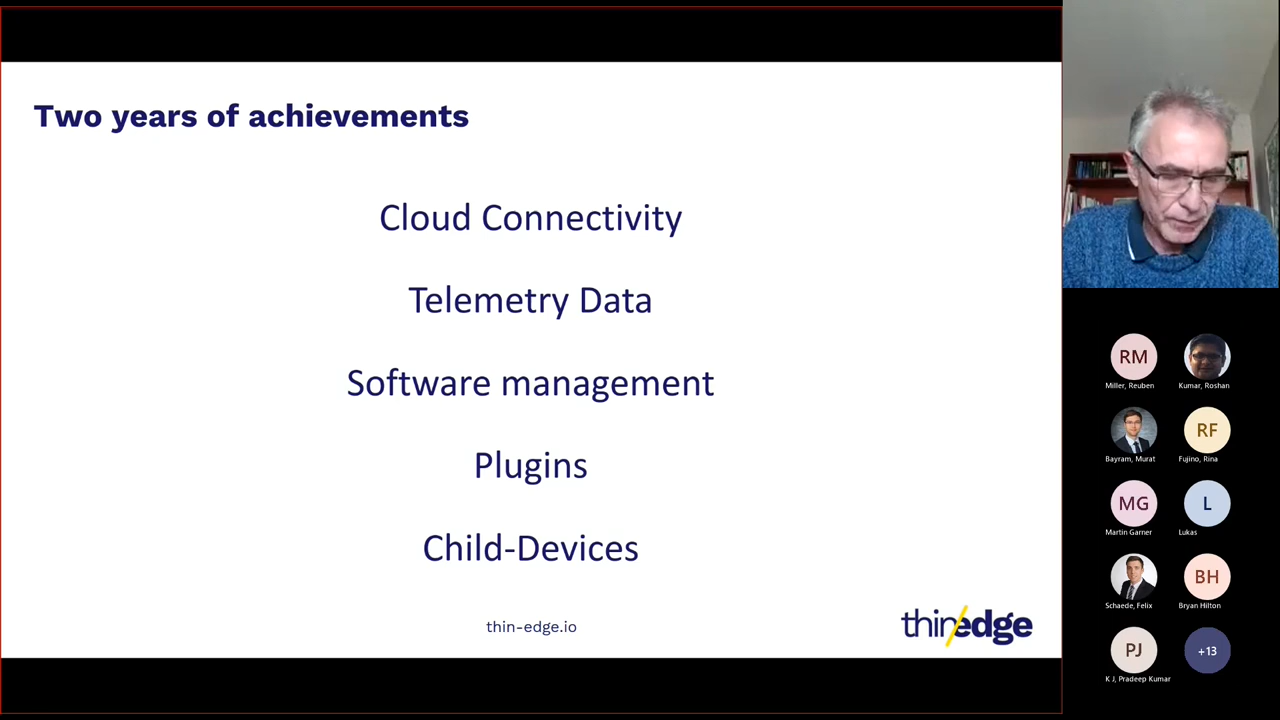 Two years of achievements
Cloud Connectivity
Telemetry Data
Software management
Plugins
Child-Devices
thin-edge.io
thin/edge
RM
Miller, Reuben
Kumar, Roshan
Bayram, Murat
RF
Fujino, Rina
MG
Martin Garner
L
Lukas
Schaede, Felix
BH
Bryan Hilton
PJ
K J, Pradeep Kumar
+13